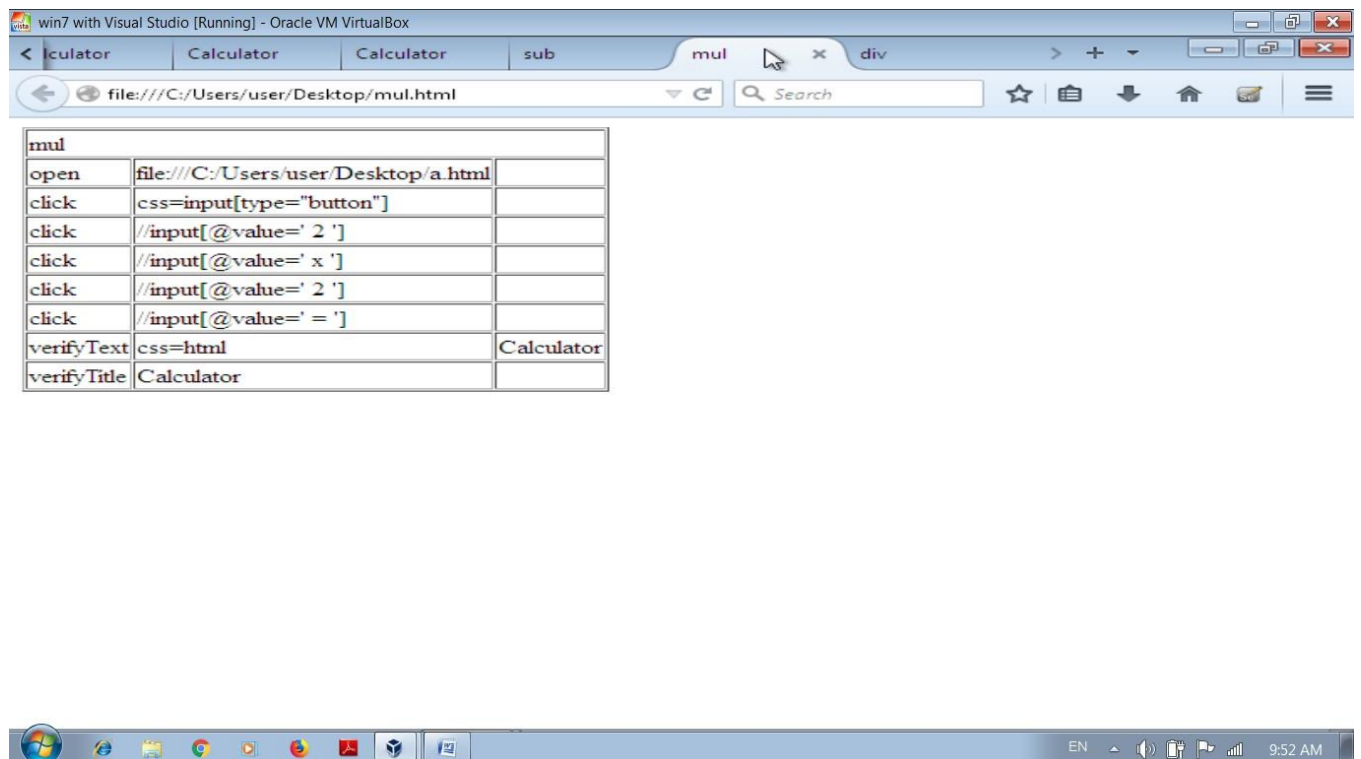 win7 with Visual Studio [Running] - Oracle VM VirtualBox
lculator Calculator Calculator sub mul div
file:///C:/Users/user/Desktop/mul.html Search
mul
open file:///C:/Users/user/Desktop/a.html
click css=input[type="button"]
click //input[@value=' 2 ']
click //input[@value=' x ']
click //input[@value=' 2 ']
click //input[@value=' = ']
verifyText css=html Calculator
verifyTitle Calculator
EN 9:52 AM